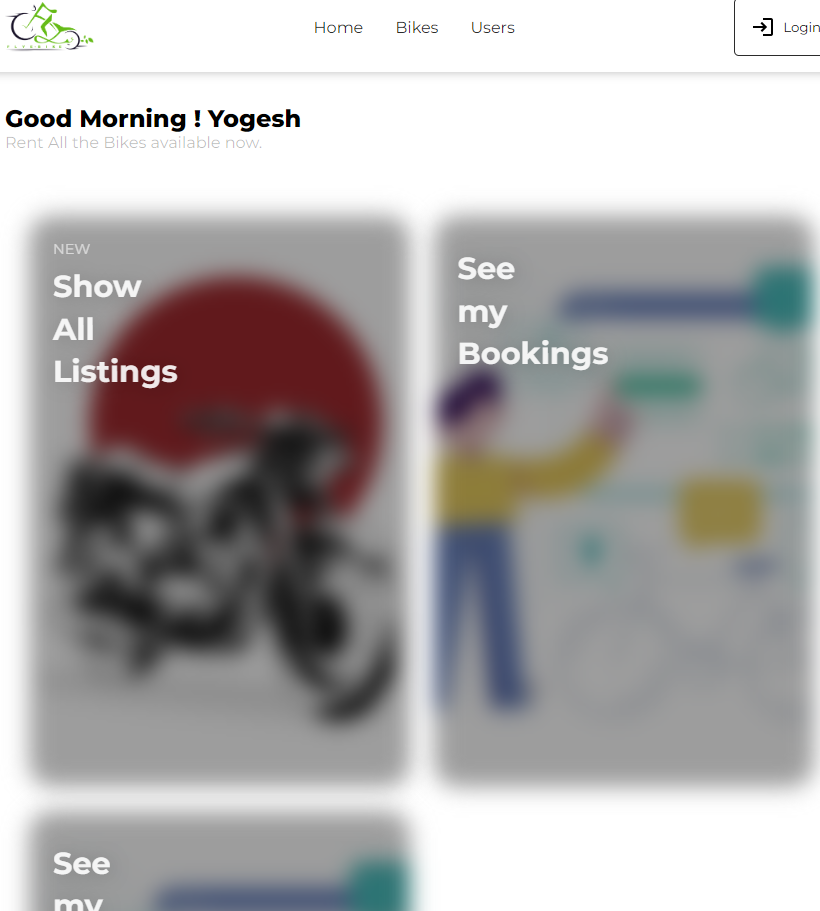 Home Bikes Users Login
Good Morning ! Yogesh
Rent All the Bikes available now.
NEW
Show
All
Listings
See
my
Bookings
See
my